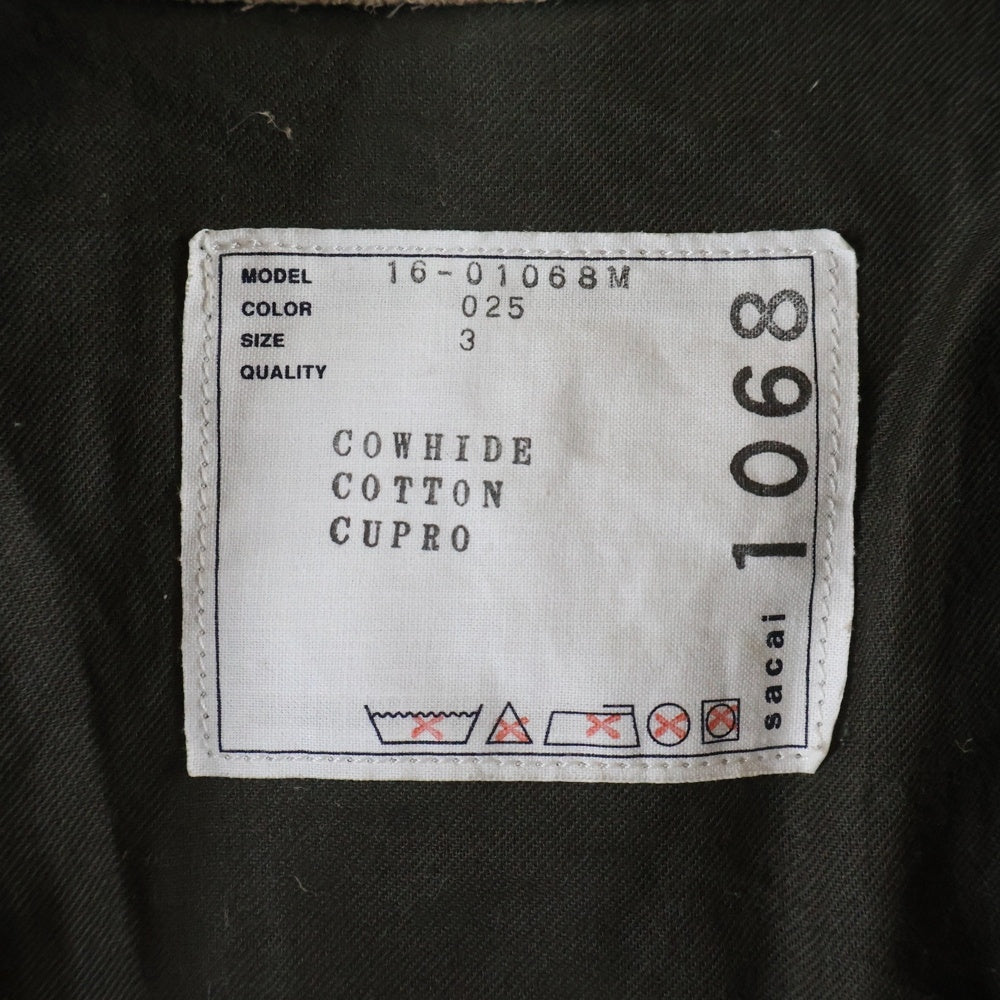 MODEL 16-01068M
COLOR 025
SIZE 3
QUALITY
COWHIDE
COTTON
CUPRO
sacai 1068